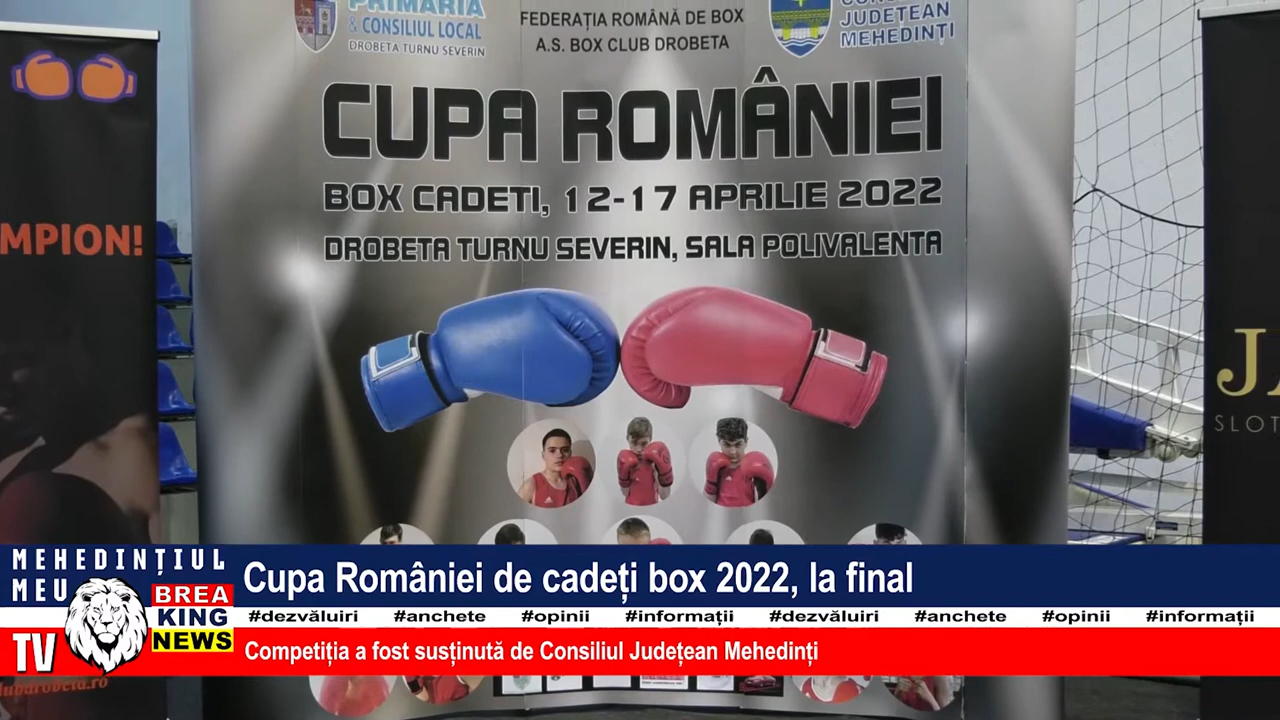 PRIMĂRIA
& CONSILIUL LOCAL
DROBETA TURNU SEVERIN
FEDERAȚIA ROMÂNĂ DE BOX
A.S. BOX CLUB DROBETA
JUDEȚEAN
MEHEDINȚI
CUPA ROMÂNIEI
BOX CADETI, 12-17 APRILIE 2022
DROBETA TURNU SEVERIN, SALA POLIVALENTA
MPION!
SLOT
MEHEDINȚIUL
MEU
TV
BREA
KING
NEWS
Cupa României de cadeți box 2022, la final
#dezvăluiri #anchete #opinii #informații #dezvăluiri #anchete #opinii #informații
Competiția a fost susținută de Consiliul Județean Mehedinți